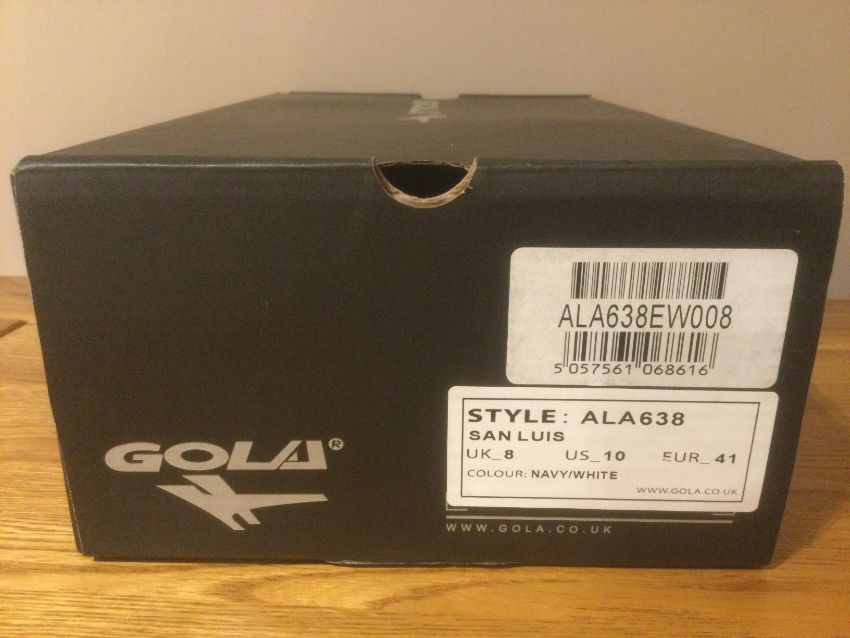 GOLA
ALA638EW008
5 057561 068616
STYLE: ALA638
SAN LUIS
UK_8 US_10 EUR_41
COLOUR: NAVY/WHITE
WWW.GOLA.CO.UK
GOLA®
WWW.GOLA.CO.UK